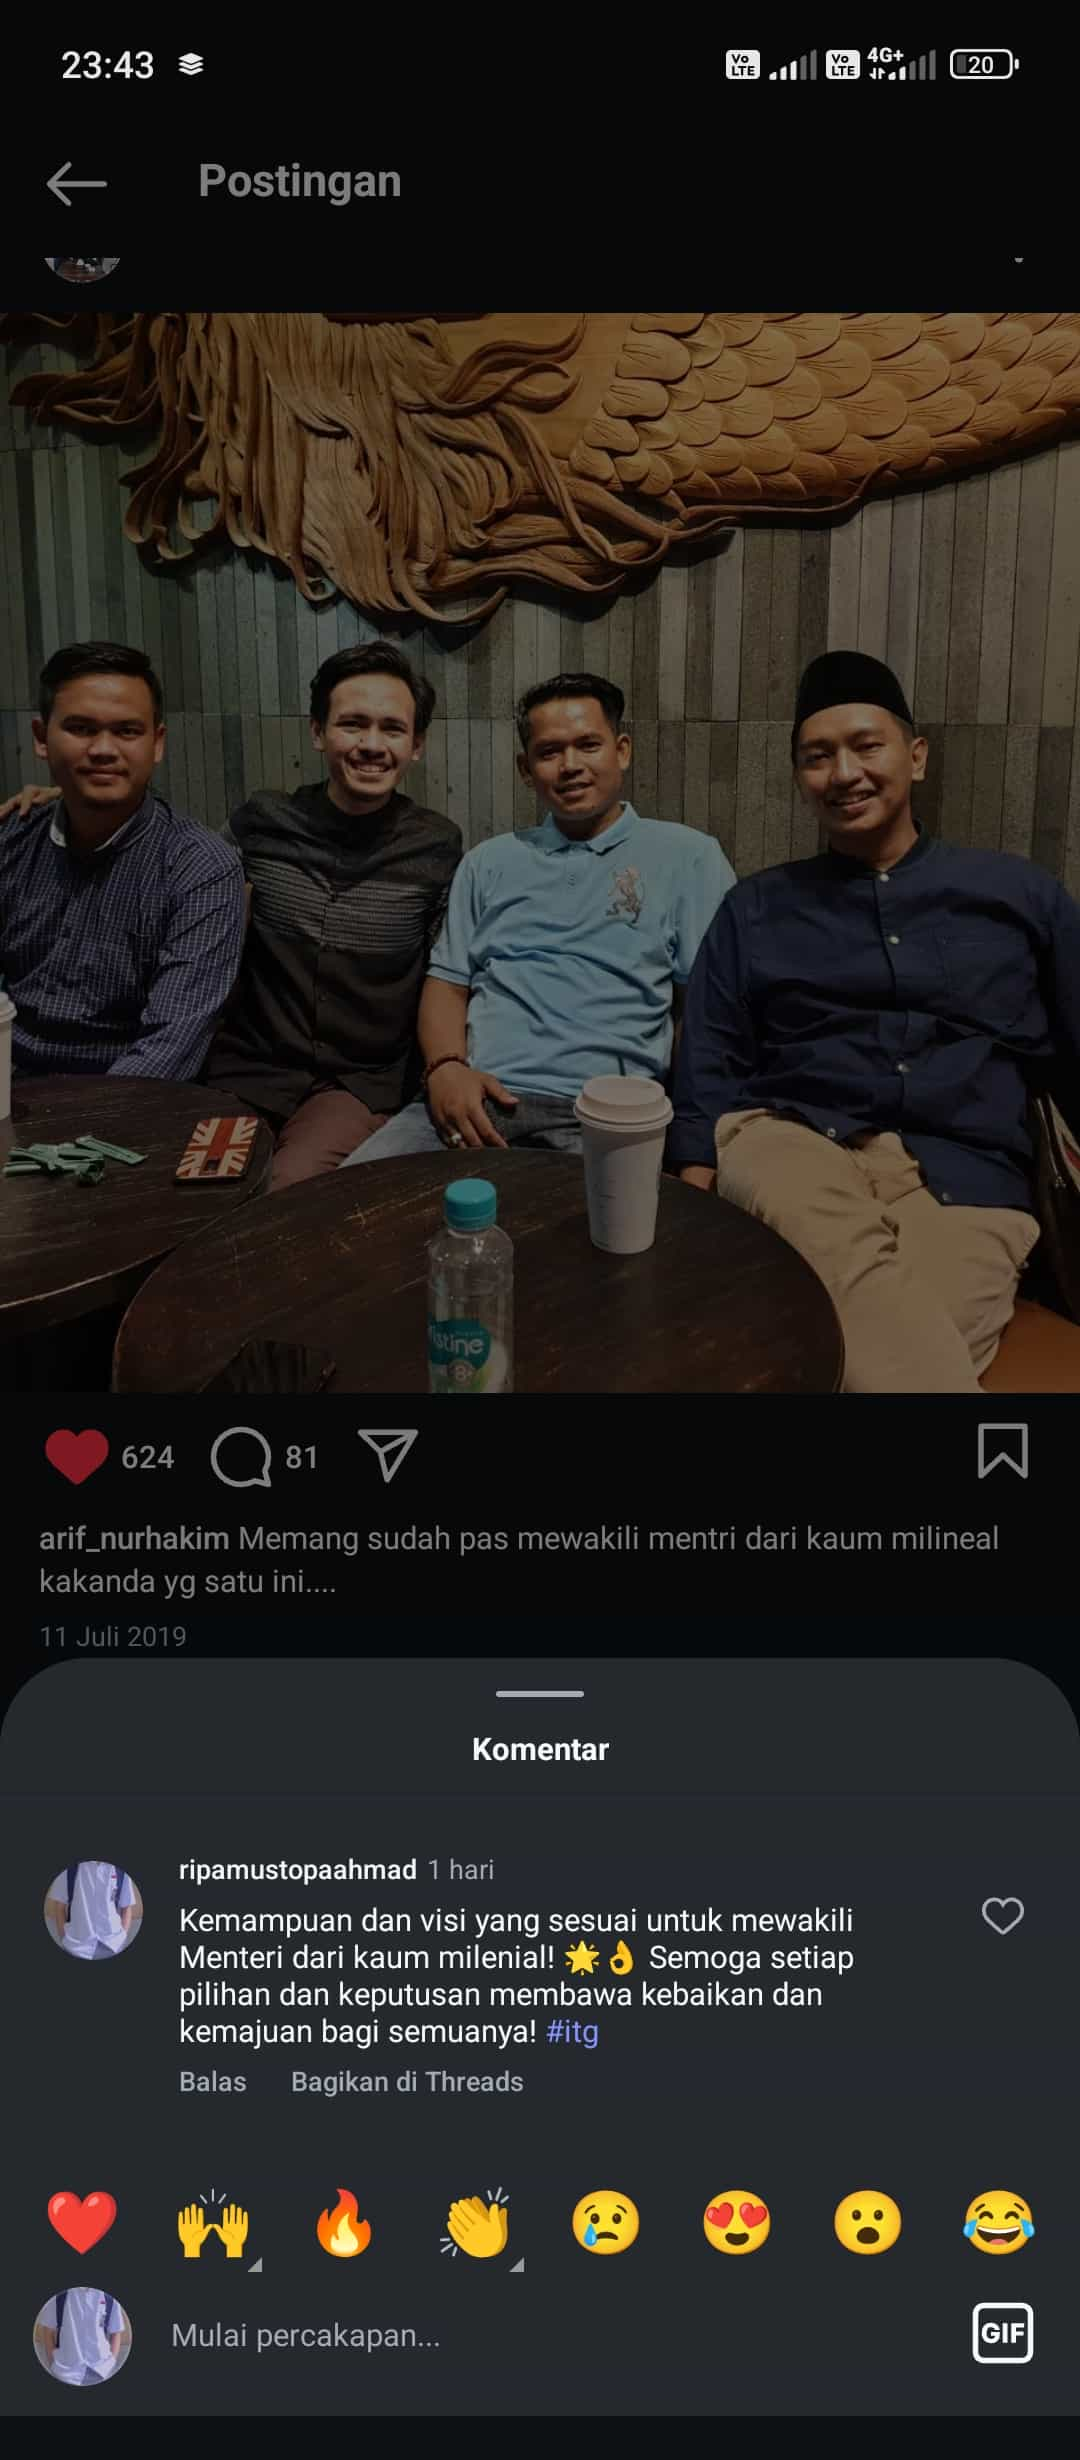 23:43
Vo
LTE
Vo
LTE
4G+
20
Postingan
istine
8+
624
81
arif_nurhakim Memang sudah pas mewakili mentri dari kaum milineal
kakanda yg satu ini....
11 Juli 2019
Komentar
ripamustopaahmad 1 hari
Kemampuan dan visi yang sesuai untuk mewakili
Menteri dari kaum milenial! 🌟👌 Semoga setiap
pilihan dan keputusan membawa kebaikan dan
kemajuan bagi semuanya! #itg
Balas Bagikan di Threads
❤️ 🙌 🔥 👏 😢 😍 😮 😂
Mulai percakapan...
GIF